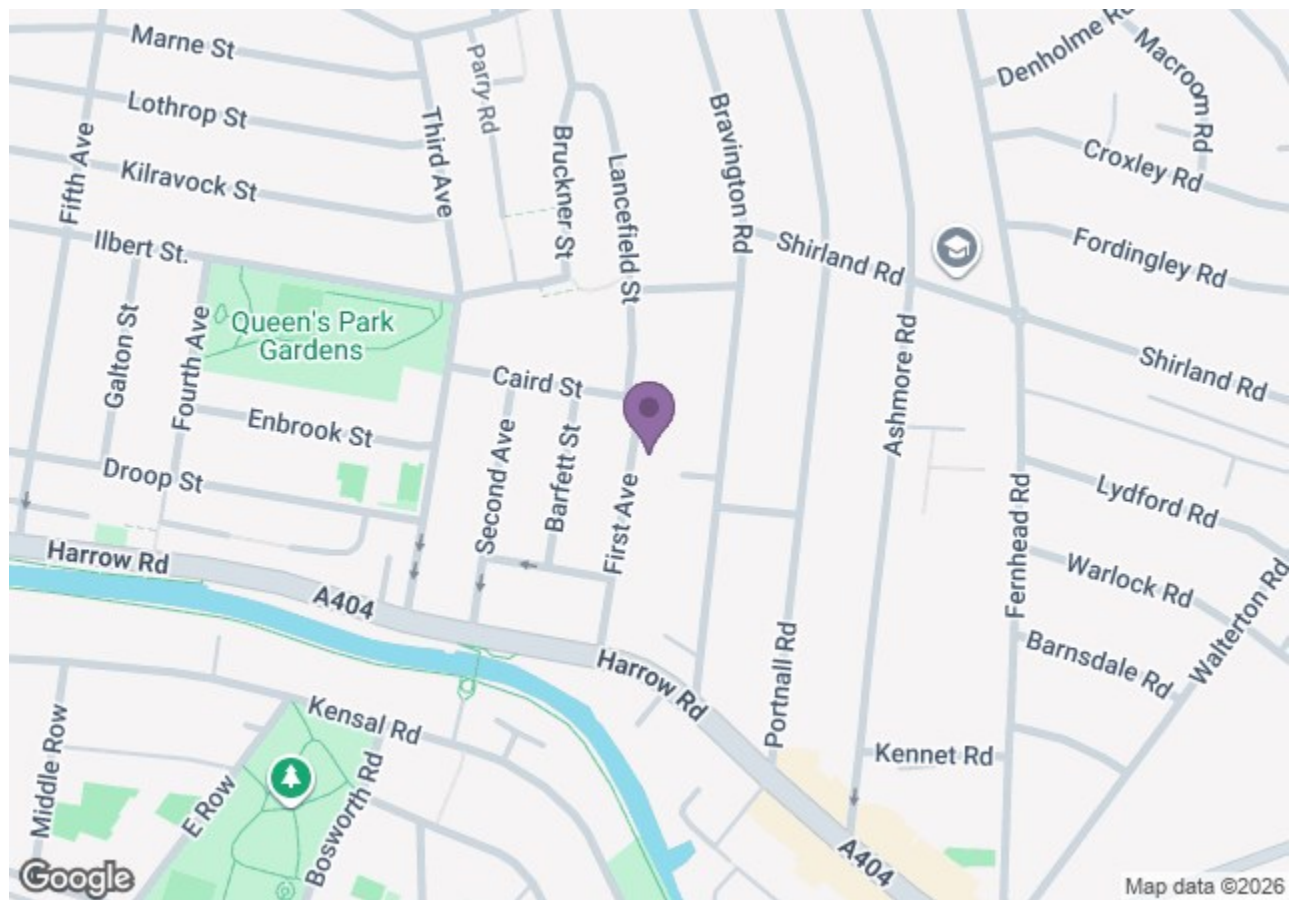 Marne St
Lothrop St
Kilravock St
Fifth Ave
Ilbert St.
Third Ave
Parry Rd
Bruckner St
Lancefield St
Bravington Rd
Shirland Rd
Denholme Rd
Macroom Rd
Croxley Rd
Fordingley Rd
Shirland Rd
Queen's Park
Gardens
Galton St
Fourth Ave
Enbrook St
Droop St
Caird St
Second Ave
Barfett St
First Ave
Ashmore Rd
Fernhead Rd
Lydford Rd
Warlock Rd
Barnsdale Rd
Walterton Rd
Harrow Rd
A404
Harrow Rd
Portnall Rd
Kennet Rd
Kensal Rd
Middle Row
E Row
Bosworth Rd
A404
Google
Map data ©2026